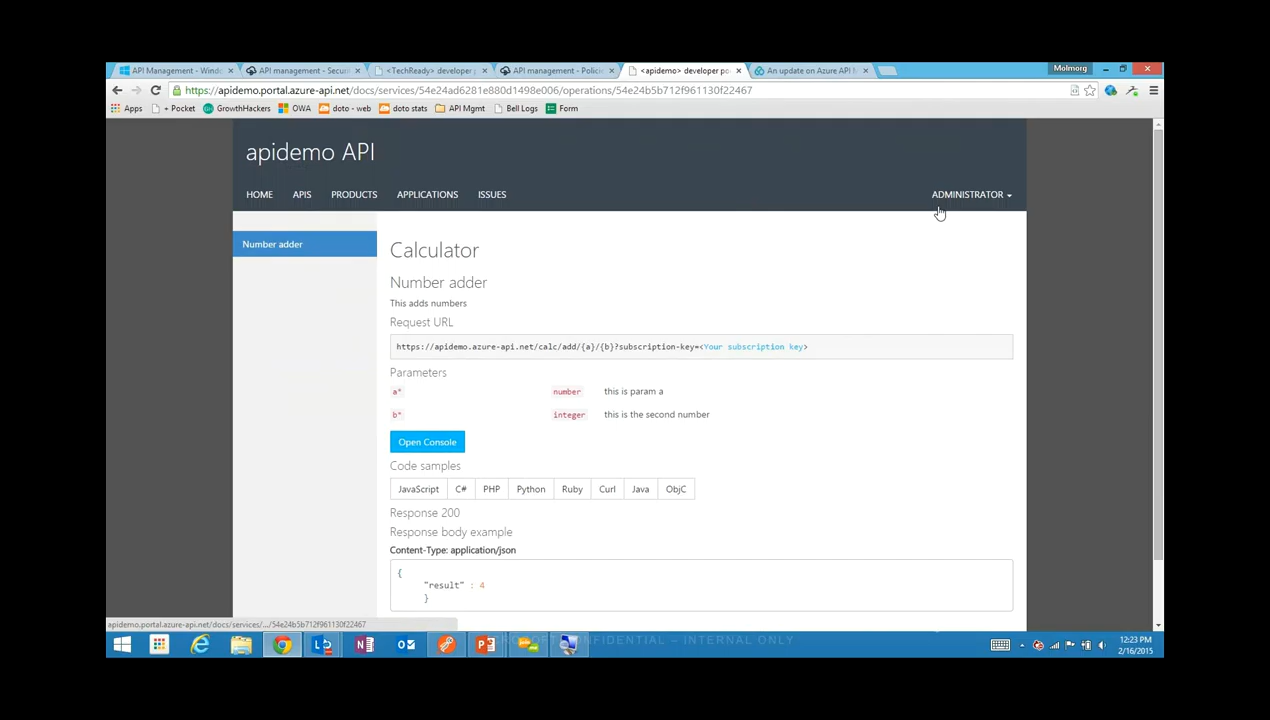 API Management - Wind
API management - Securi
<TechReady> developer
API management - Policie
<apidemo> developer po
An update on Azure API M
Molmorg
https://apidemo.portal.azure-api.net/docs/services/54e24ad6281e880d1498e006/operations/54e24b5b712f961130f22467
Apps
+ Pocket
GrowthHackers
OWA
doto - web
doto stats
API Mgmt
Bell Logs
Form
apidemo API
HOME
APIS
PRODUCTS
APPLICATIONS
ISSUES
ADMINISTRATOR
Number adder
Calculator
Number adder
This adds numbers
Request URL
https://apidemo.azure-api.net/calc/add/{a}/{b}?subscription-key=<Your subscription key>
Parameters
a* number this is param a
b* integer this is the second number
Open Console
Code samples
JavaScript C# PHP Python Ruby Curl Java ObjC
Response 200
Response body example
Content-Type: application/json
{
"result" : 4
}
apidemo.portal.azure-api.net/docs/services/.../54e24b5b712f961130f22467
CONFIDENTIAL – INTERNAL ONLY
12:23 PM
2/16/2015